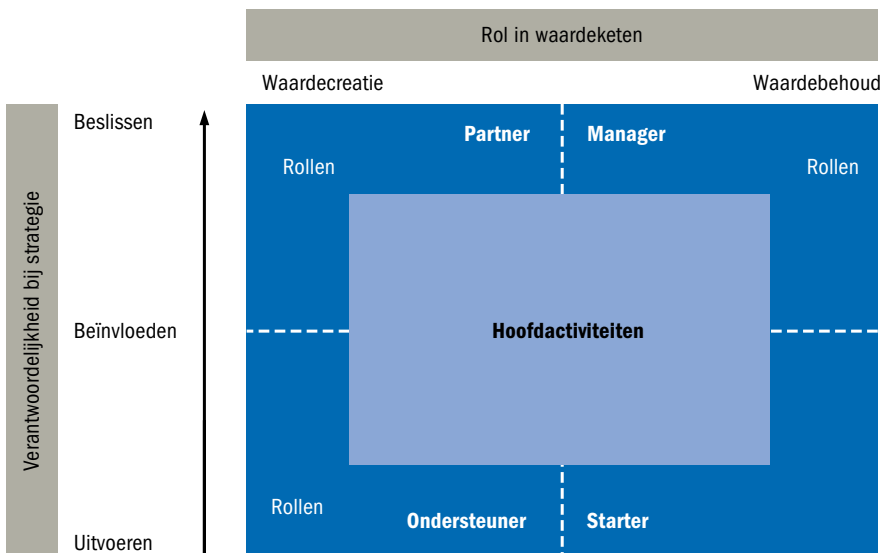 Rol in waardeketen
Waardecreatie
Waardebehoud
Verantwoordelijkheid bij strategie
Beslissen
Partner
Manager
Rollen
Rollen
Beïnvloeden
Hoofdactiviteiten
Rollen
Ondersteuner
Starter
Uitvoeren